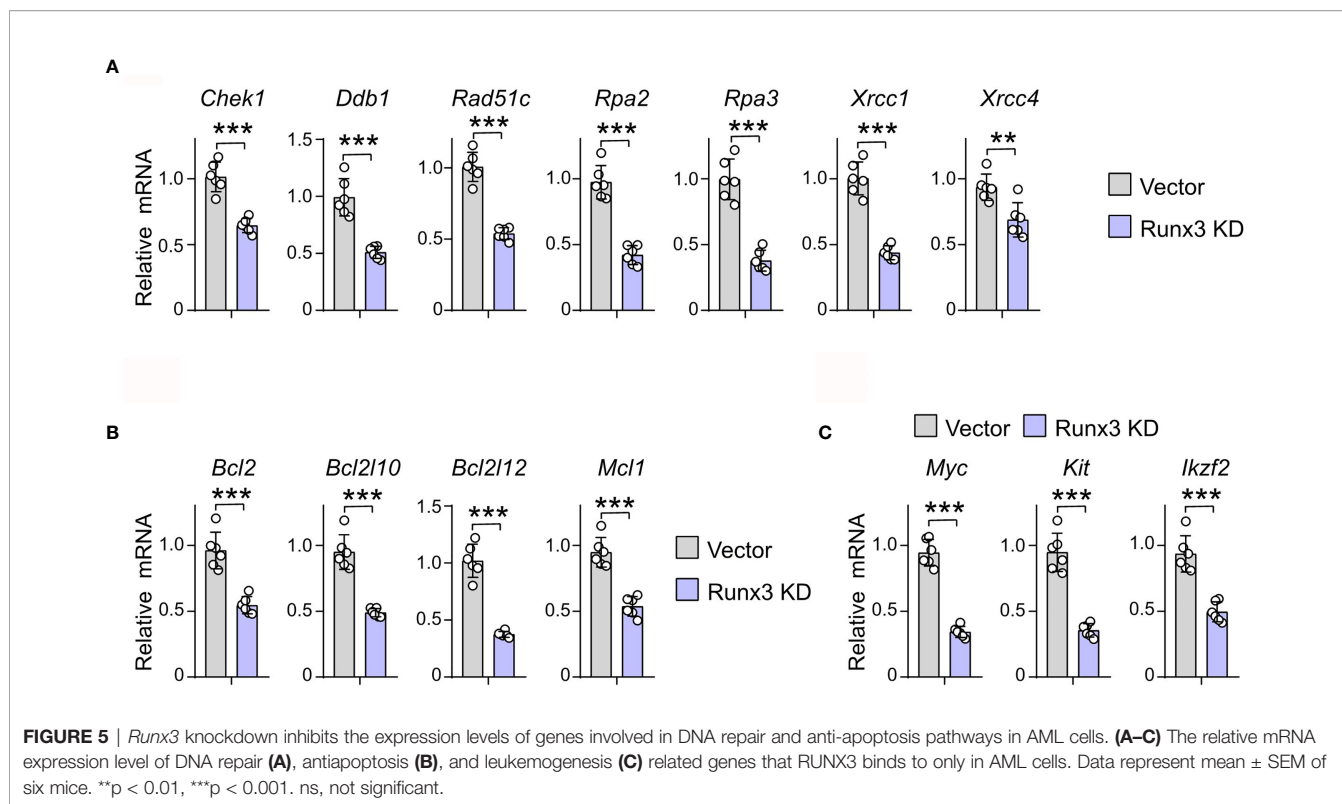 A
Chek1 Ddb1 Rad51c Rpa2 Rpa3 Xrcc1 Xrcc4
*** *** *** *** *** *** **
Relative mRNA
1.0 0.5 0
1.5 1.0 0.5 0
1.0 0.5 0
1.0 0.5 0
1.0 0.5 0
1.0 0.5 0
1.0 0.5 0
Vector
Runx3 KD
B
Bcl2 Bcl2l10 Bcl2l12 Mcl1
*** *** *** ***
Relative mRNA
1.0 0.5 0
1.0 0.5 0
1.5 1.0 0.5 0
1.0 0.5 0
Vector
Runx3 KD
C
Vector Runx3 KD
Myc Kit Ikzf2
*** *** ***
Relative mRNA
1.0 0.5 0
1.0 0.5 0
1.0 0.5 0
FIGURE 5 | Runx3 knockdown inhibits the expression levels of genes involved in DNA repair and anti-apoptosis pathways in AML cells. (A–C) The relative mRNA
expression level of DNA repair (A), antiapoptosis (B), and leukemogenesis (C) related genes that RUNX3 binds to only in AML cells. Data represent mean ± SEM of
six mice. **p < 0.01, ***p < 0.001. ns, not significant.